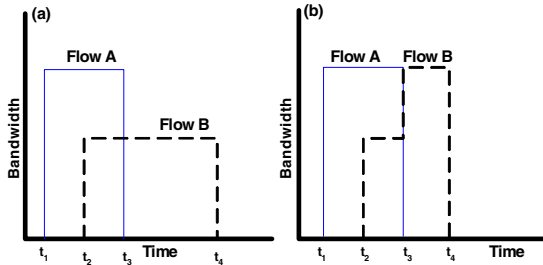 (a)
Flow A
Flow B
Bandwidth
t1 t2 t3 Time t4
(b)
Flow A Flow B
Bandwidth
t1 t2 t3 t4 Time